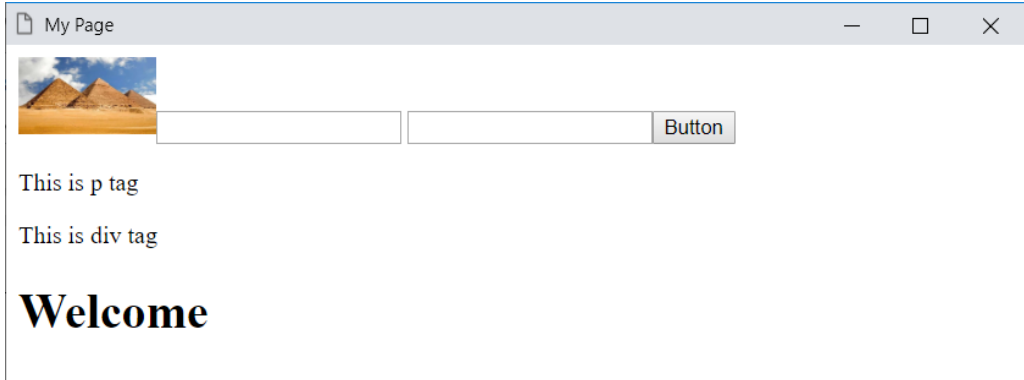 My Page
Button
This is p tag
This is div tag
Welcome